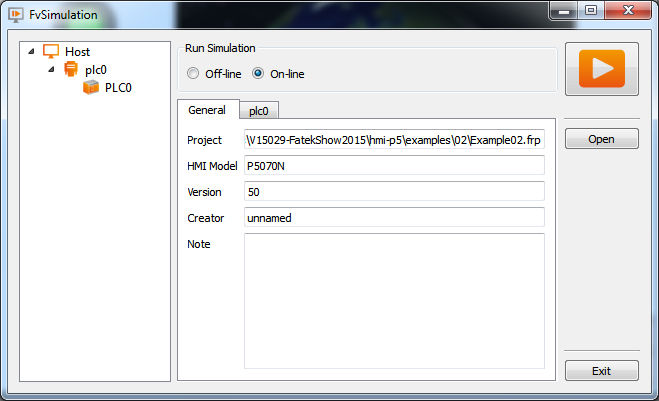 FvSimulation
Host
plc0
PLC0
Run Simulation
Off-line
On-line
General
plc0
Project
\V15029-FatekShow2015\hmi-p5\examples\02\Example02.frp
HMI Model
P5070N
Version
50
Creator
unnamed
Note
Open
Exit